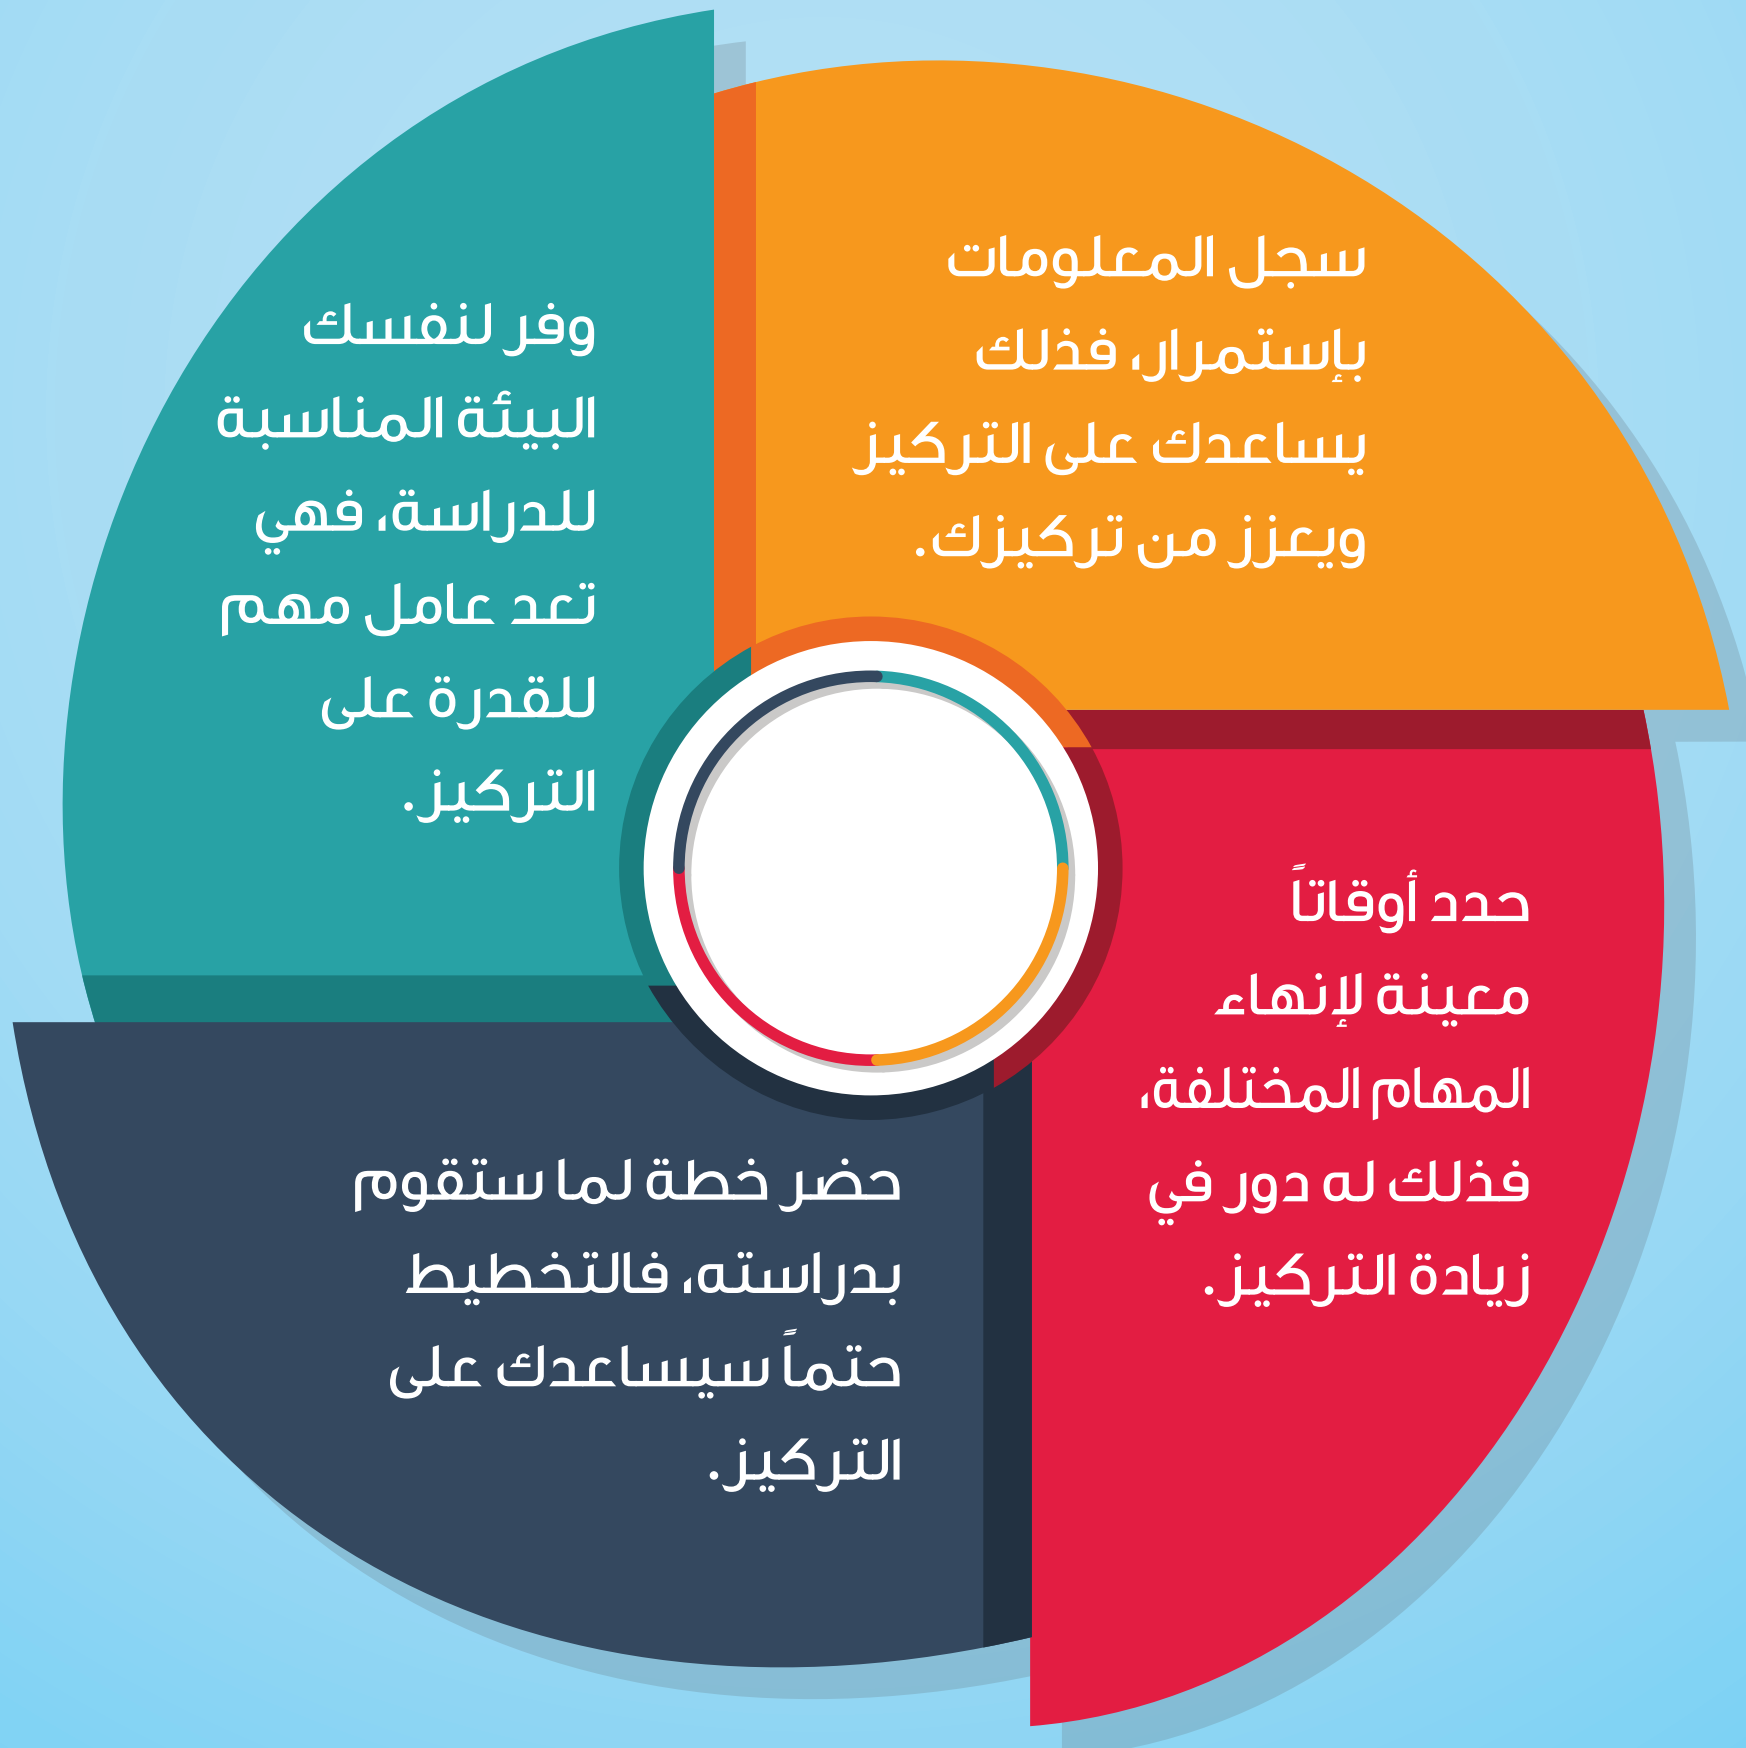 سجل المعلومات
بإستمرار، فذلك
يساعدك على التركيز
ويعزز من تركيزك.
وفر لنفسك
البيئة المناسبة
للدراسة، فهي
تعد عامل مهم
للقدرة على
التركيز.
حدد أوقاتاً
معينة لإنهاء
المهام المختلفة،
فذلك له دور في
زيادة التركيز.
حضر خطة لما ستقوم
بدراسته، فالتخطيط
حتماً سيساعدك على
التركيز.